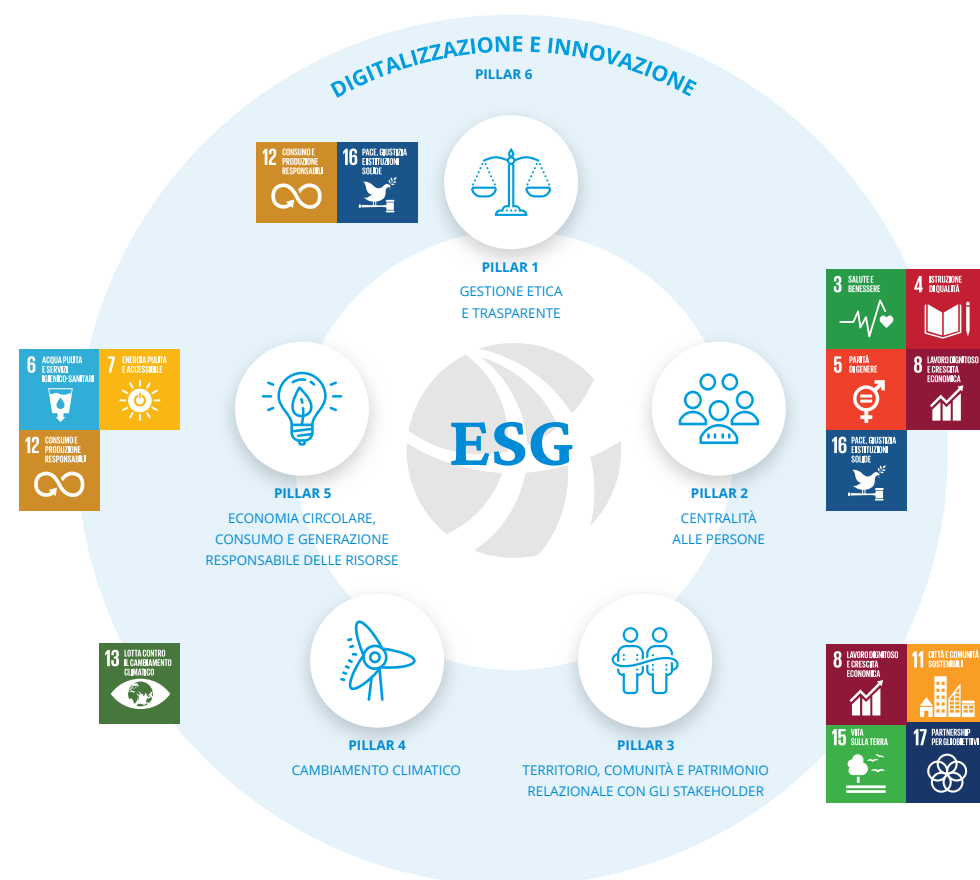 DIGITALIZZAZIONE E INNOVAZIONE
PILLAR 6
12 CONSUMO E
PRODUZIONE
RESPONSABILI
16 PACE, GIUSTIZIA
E ISTITUZIONI
SOLIDE
PILLAR 1
GESTIONE ETICA
E TRASPARENTE
3 SALUTE E
BENESSERE
4 ISTRUZIONE
DI QUALITÀ
5 PARITÀ
DI GENERE
8 LAVORO DIGNITOSO
E CRESCITA
ECONOMICA
16 PACE, GIUSTIZIA
E ISTITUZIONI
SOLIDE
6 ACQUA PULITA
E SERVIZI
IGIENICO-SANITARI
7 ENERGIA PULITA
E ACCESSIBILE
12 CONSUMO E
PRODUZIONE
RESPONSABILI
ESG
PILLAR 5
ECONOMIA CIRCOLARE,
CONSUMO E GENERAZIONE
RESPONSABILE DELLE RISORSE
PILLAR 2
CENTRALITÀ
ALLE PERSONE
13 LOTTA CONTRO
IL CAMBIAMENTO
CLIMATICO
8 LAVORO DIGNITOSO
E CRESCITA
ECONOMICA
11 CITTÀ E COMUNITÀ
SOSTENIBILI
15 VITA
SULLA TERRA
17 PARTNERSHIP
PER GLI OBIETTIVI
PILLAR 4
CAMBIAMENTO CLIMATICO
PILLAR 3
TERRITORIO, COMUNITÀ E PATRIMONIO
RELAZIONALE CON GLI STAKEHOLDER